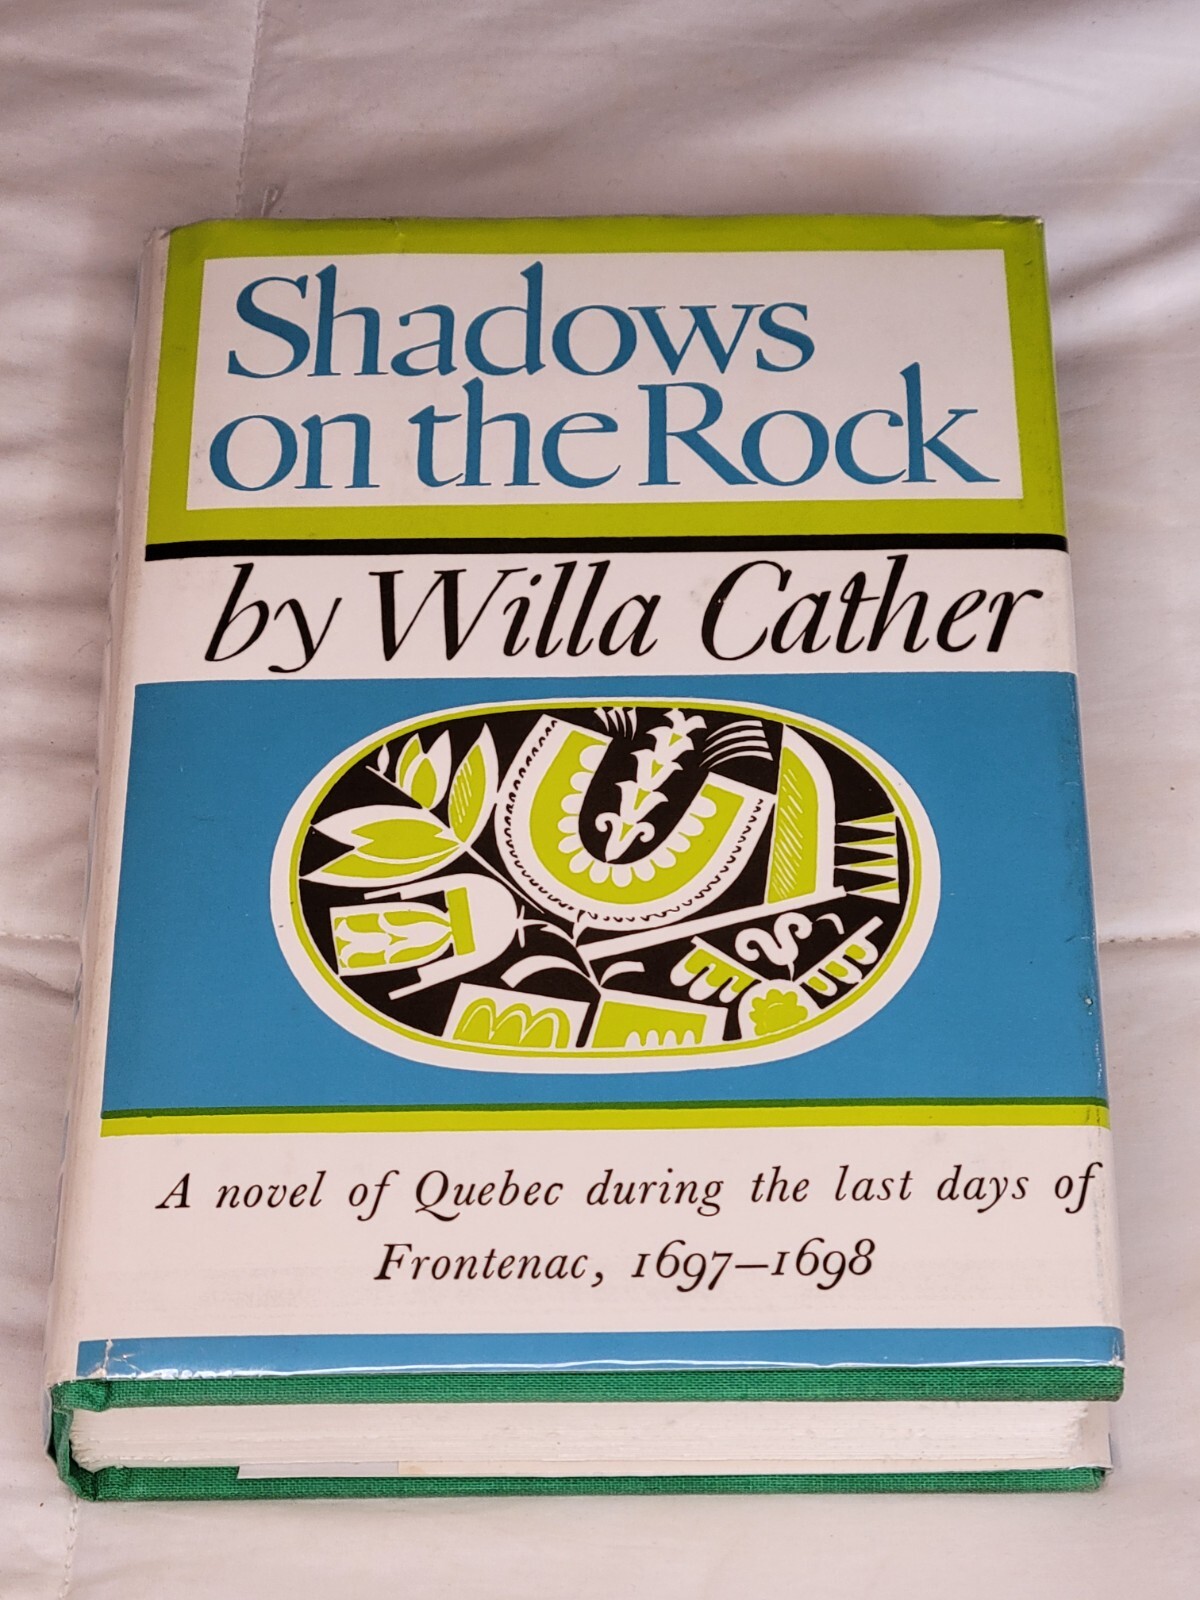 Shadows
on the Rock
by Willa Cather
A novel of Quebec during the last days of
Frontenac, 1697–1698